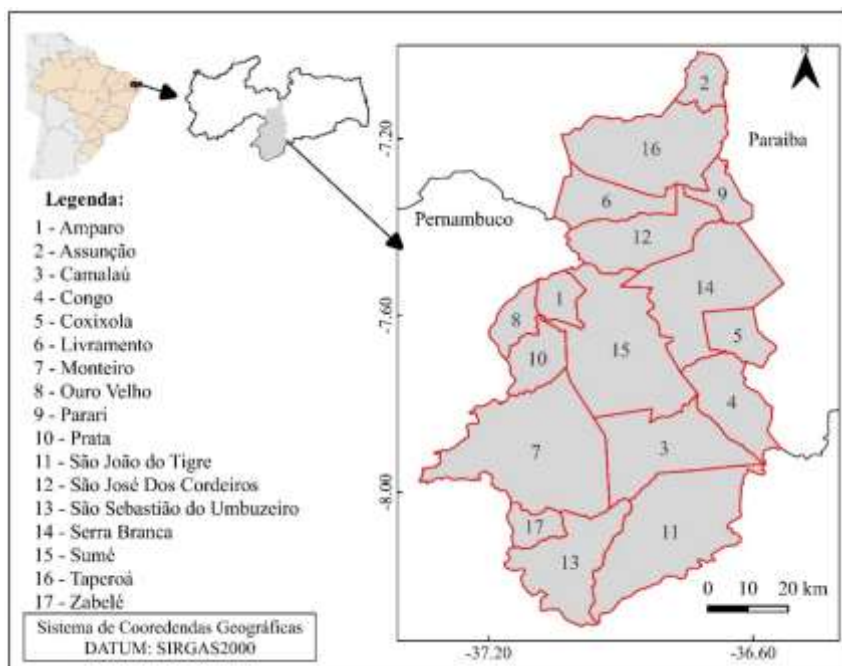 Legenda:
1 - Amparo
2 - Assunção
3 - Camalaú
4 - Congo
5 - Coxixola
6 - Livramento
7 - Monteiro
8 - Ouro Velho
9 - Parari
10 - Prata
11 - São João do Tigre
12 - São José Dos Cordeiros
13 - São Sebastião do Umbuzeiro
14 - Serra Branca
15 - Sumé
16 - Taperoá
17 - Zabelé
Sistema de Cooredendas Geográficas
DATUM: SIRGAS2000
N
Paraiba
Pernambuco
2
16
6
9
12
14
1
8
15
5
10
4
7
3
11
17
13
0 10 20 km
-7.20
-7.60
-8.00
-37.20
-36.60